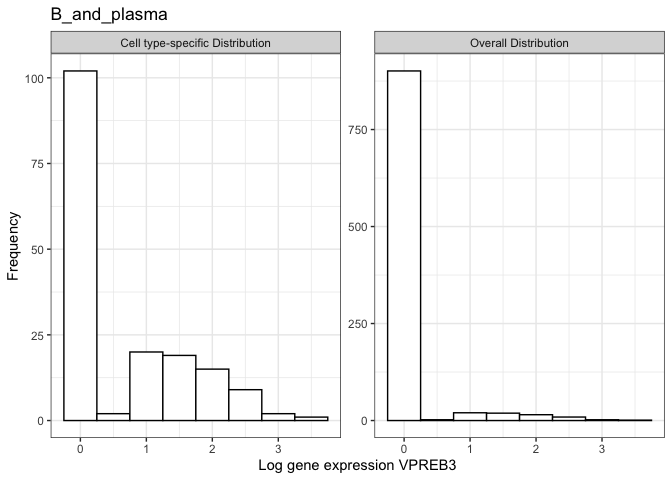 B_and_plasma
Cell type-specific Distribution
Overall Distribution
Frequency
100
75
50
25
0
750
500
250
0
0 1 2 3
0 1 2 3
Log gene expression VPREB3